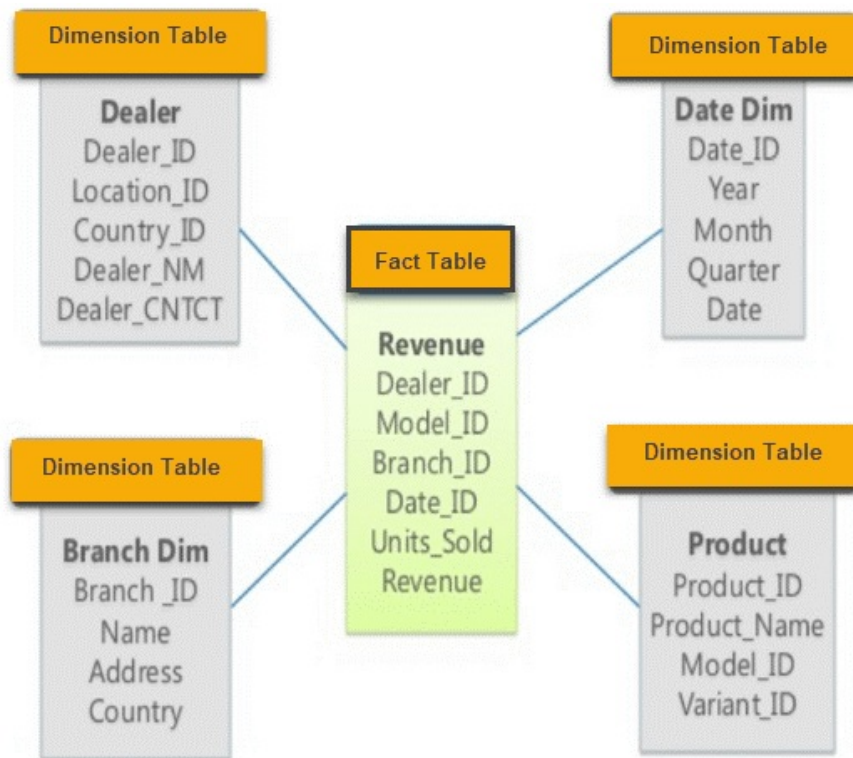 Dimension Table
Dealer
Dealer_ID
Location_ID
Country_ID
Dealer_NM
Dealer_CNTCT
Dimension Table
Date Dim
Date_ID
Year
Month
Quarter
Date
Fact Table
Revenue
Dealer_ID
Model_ID
Branch_ID
Date_ID
Units_Sold
Revenue
Dimension Table
Branch Dim
Branch _ID
Name
Address
Country
Dimension Table
Product
Product_ID
Product_Name
Model_ID
Variant_ID